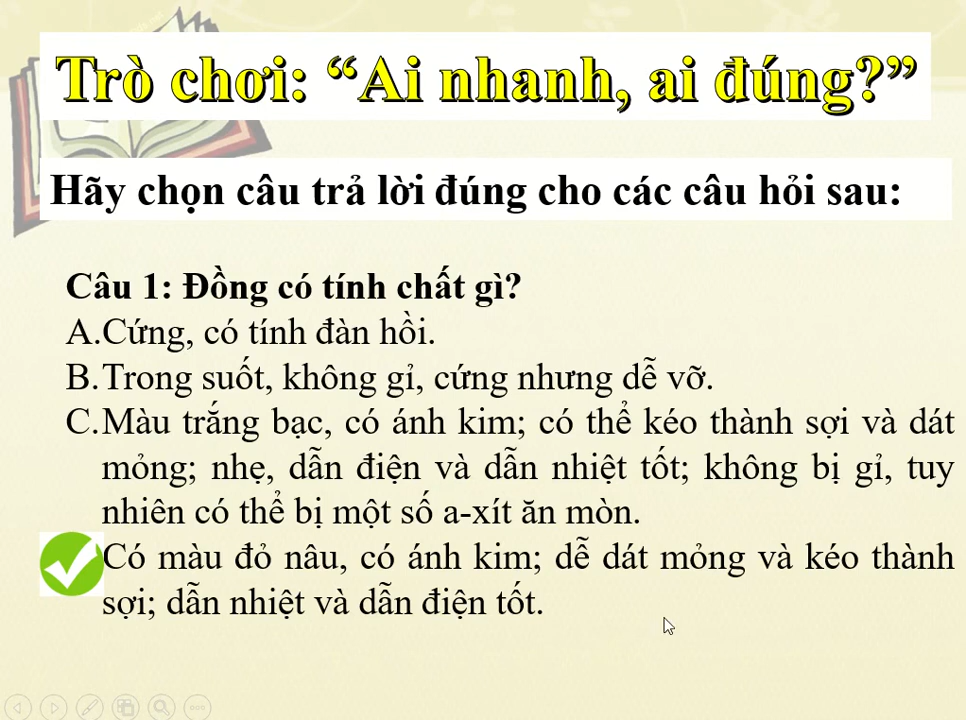 Trò chơi: “Ai nhanh, ai đúng?”
Hãy chọn câu trả lời đúng cho các câu hỏi sau:
Câu 1: Đồng có tính chất gì?
A.Cứng, có tính đàn hồi.
B.Trong suốt, không gỉ, cứng nhưng dễ vỡ.
C.Màu trắng bạc, có ánh kim; có thể kéo thành sợi và dát
mỏng; nhẹ, dẫn điện và dẫn nhiệt tốt; không bị gỉ, tuy
nhiên có thể bị một số a-xít ăn mòn.
Có màu đỏ nâu, có ánh kim; dễ dát mỏng và kéo thành
sợi; dẫn nhiệt và dẫn điện tốt.